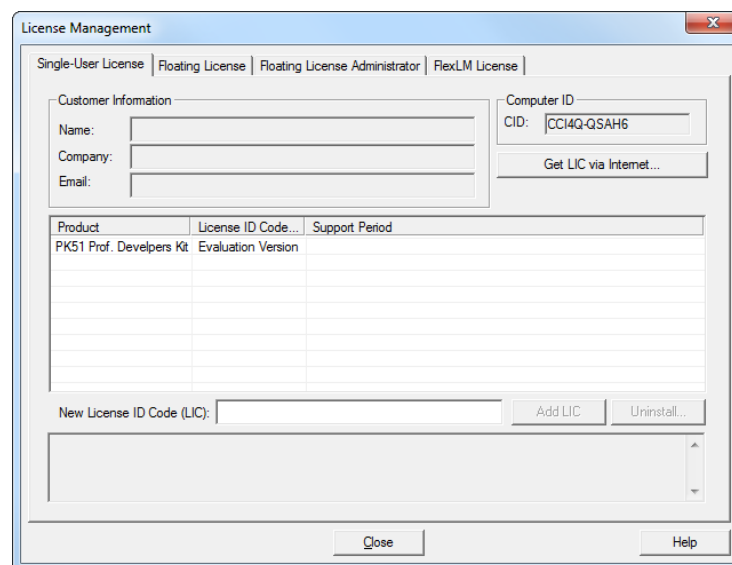 License Management
Single-User License Floating License Floating License Administrator FlexLM License
Customer Information
Name:
Company:
Email:
Computer ID
CID: CCI4Q-QSAH6
Get LIC via Internet...
Product License ID Code... Support Period
PK51 Prof. Develpers Kit Evaluation Version
New License ID Code (LIC): Add LIC Uninstall...
Close Help